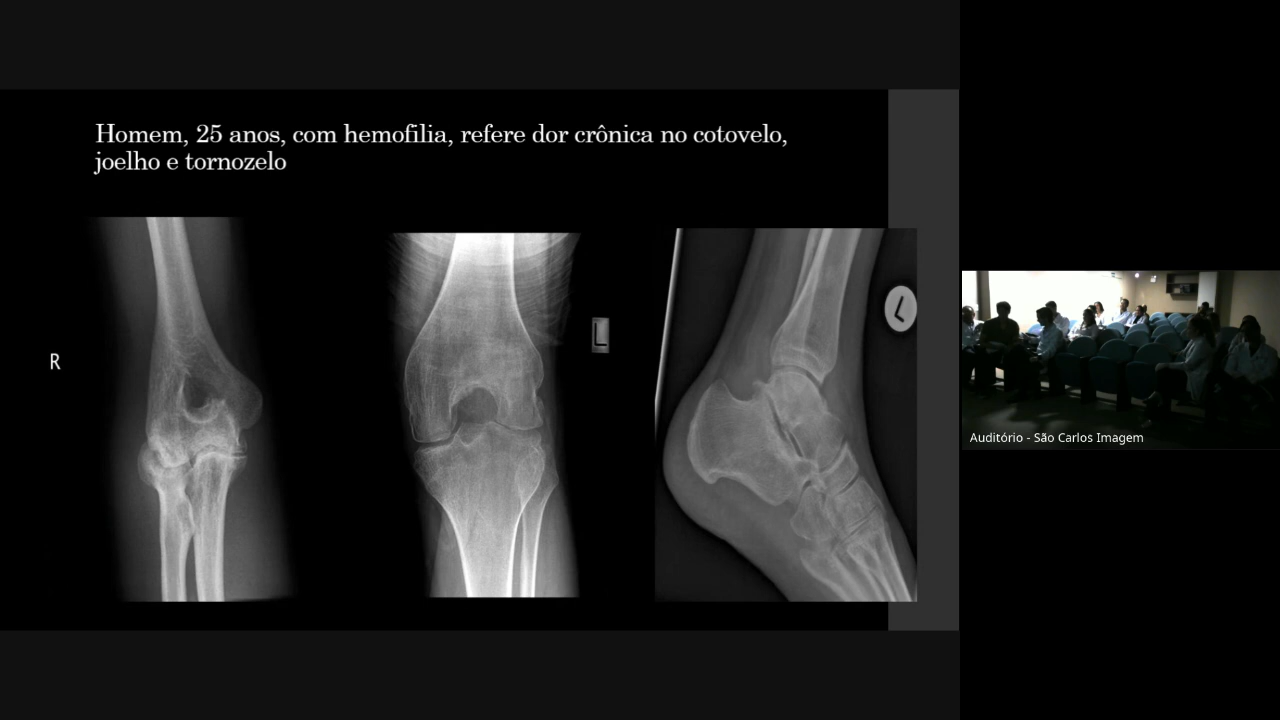 Homem, 25 anos, com hemofilia, refere dor crônica no cotovelo,
joelho e tornozelo
R
L
L
Auditório - São Carlos Imagem